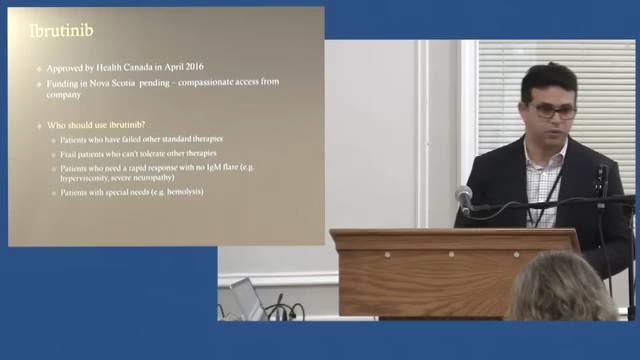 Ibrutinib
Approved by Health Canada in April 2016
Funding in Nova Scotia pending – compassionate access from
company
Who should use ibrutinib?
Patients who have failed other standard therapies
Frail patients who can't tolerate other therapies
Patients who need a rapid response with no IgM flare (e.g.
hyperviscosity, severe neuropathy)
Patients with special needs (e.g. hemolysis)